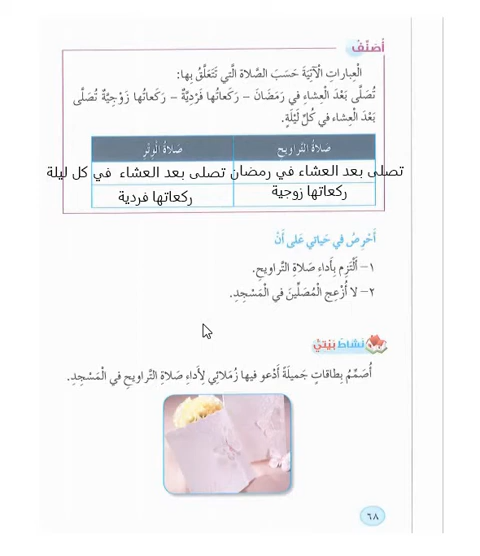 أُصَنِّفُ
الْعِباراتِ الْآتِيَةَ حَسَبَ الصَّلاةِ الَّتي تَتَعَلَّقُ بِها:
تُصَلَّى بَعْدَ الْعِشاءِ في رَمَضانَ – رَكَعاتُها فَرْدِيَّةٌ – رَكَعاتُها زَوْجِيَّةٌ تُصَلَّى
بَعْدَ الْعِشاء في كُلِّ لَيْلَةٍ.
صَلاةُ التَّراويحِ صَلاةُ الْوِتْرِ
تصلى بعد العشاء في رمضان تصلى بعد العشاء في كل ليلة
ركعاتها زوجية ركعاتها فردية
أَحْرِصُ في حَياتي عَلى أَنْ
١– أَلْتَزِم بِأَداءِ صَلاةِ التَّراويحِ.
٢– لا أُزْعِج الْمُصَلِّينَ في الْمَسْجِدِ.
نَشاطٌ بَيْتِيٌّ
أُصَمِّمُ بِطاقاتٍ جَميلَةً أَدْعو فيها زُمَلائي لِأَداءِ صَلاةِ التَّراويحِ في الْمَسْجِدِ.
٦٨